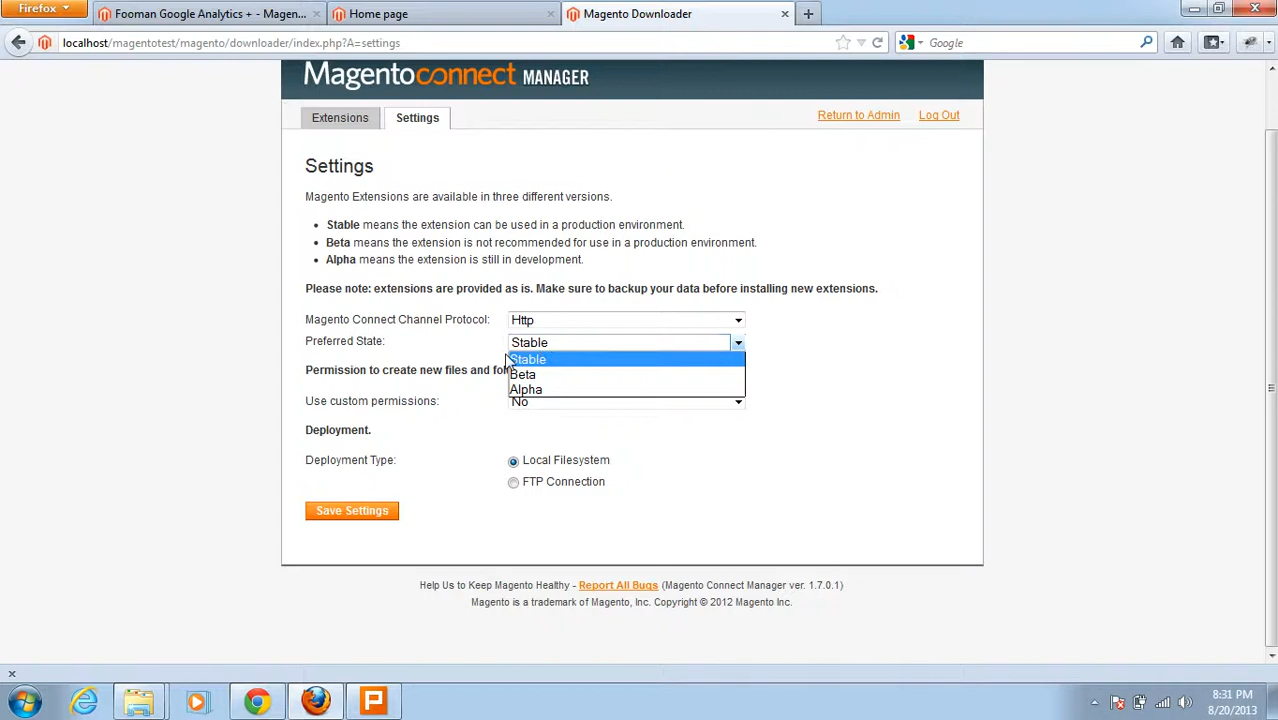 Firefox
Fooman Google Analytics + - Magen...
Home page
Magento Downloader
localhost/magentotest/magento/downloader/index.php?A=settings
Google
Magentoconnect MANAGER
Extensions
Settings
Return to Admin
Log Out
Settings
Magento Extensions are available in three different versions.
• Stable means the extension can be used in a production environment.
• Beta means the extension is not recommended for use in a production environment.
• Alpha means the extension is still in development.
Please note: extensions are provided as is. Make sure to backup your data before installing new extensions.
Magento Connect Channel Protocol:
Http
Preferred State:
Stable
Stable
Permission to create new files and
Beta
Alpha
Use custom permissions:
No
Deployment.
Deployment Type:
Local Filesystem
FTP Connection
Save Settings
Help Us to Keep Magento Healthy - Report All Bugs (Magento Connect Manager ver. 1.7.0.1)
Magento is a trademark of Magento, Inc. Copyright © 2012 Magento Inc.
8:31 PM
8/20/2013